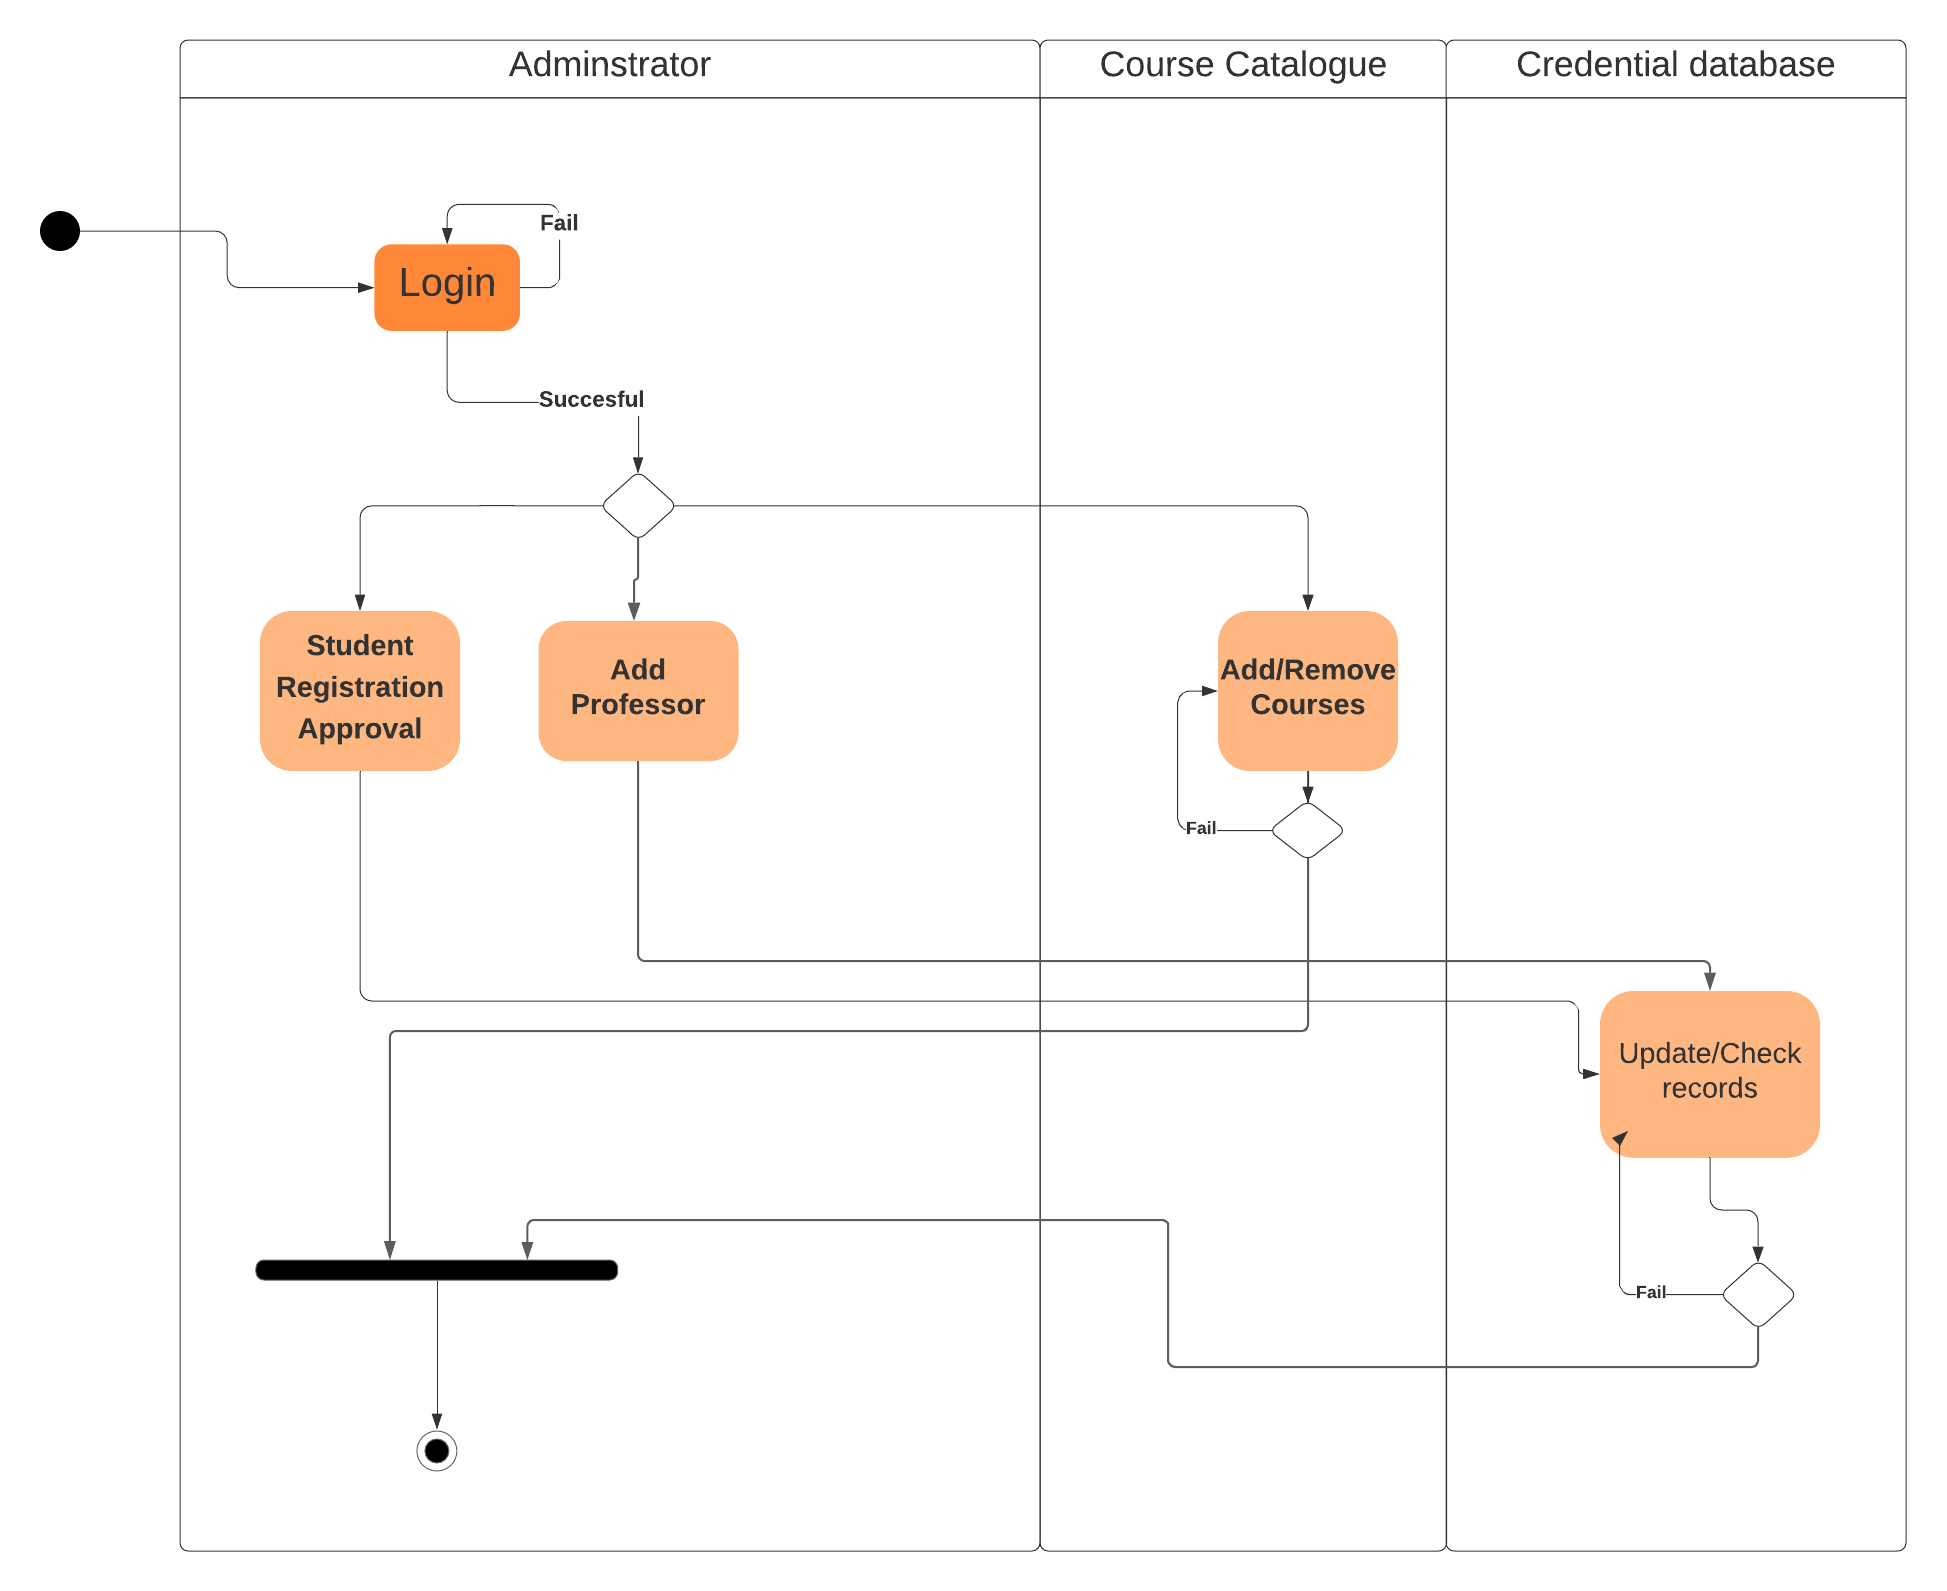 Adminstrator
Course Catalogue
Credential database
Fail
Login
Succesful
Student
Registration
Approval
Add
Professor
Add/Remove
Courses
Fail
Update/Check
records
Fail